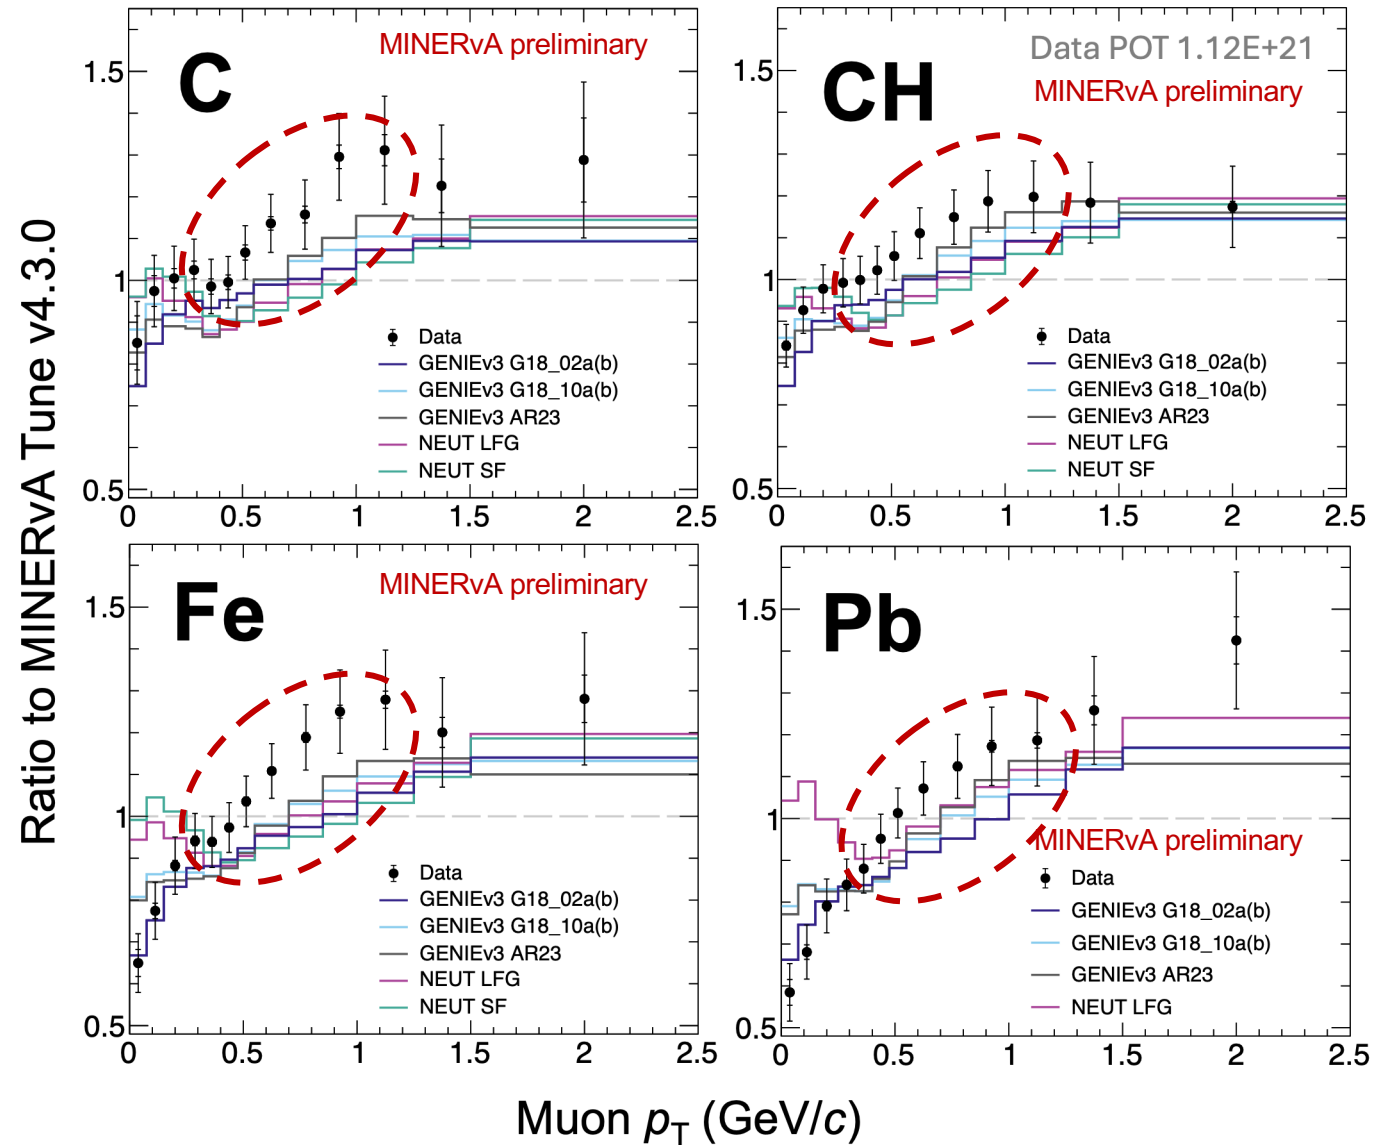 Ratio to MINERvA Tune v4.3.0
C
MINERvA preliminary
1.5
1
0.5
Data
GENIEv3 G18_02a(b)
GENIEv3 G18_10a(b)
GENIEv3 AR23
NEUT LFG
NEUT SF
0 0.5 1 1.5 2 2.5
CH
Data POT 1.12E+21
MINERvA preliminary
1.5
1
0.5
Data
GENIEv3 G18_02a(b)
GENIEv3 G18_10a(b)
GENIEv3 AR23
NEUT LFG
NEUT SF
0 0.5 1 1.5 2 2.5
Fe
MINERvA preliminary
1.5
1
0.5
Data
GENIEv3 G18_02a(b)
GENIEv3 G18_10a(b)
GENIEv3 AR23
NEUT LFG
NEUT SF
0 0.5 1 1.5 2 2.5
Pb
1.5
1
0.5
MINERvA preliminary
Data
GENIEv3 G18_02a(b)
GENIEv3 G18_10a(b)
GENIEv3 AR23
NEUT LFG
0 0.5 1 1.5 2 2.5
Muon pT (GeV/c)